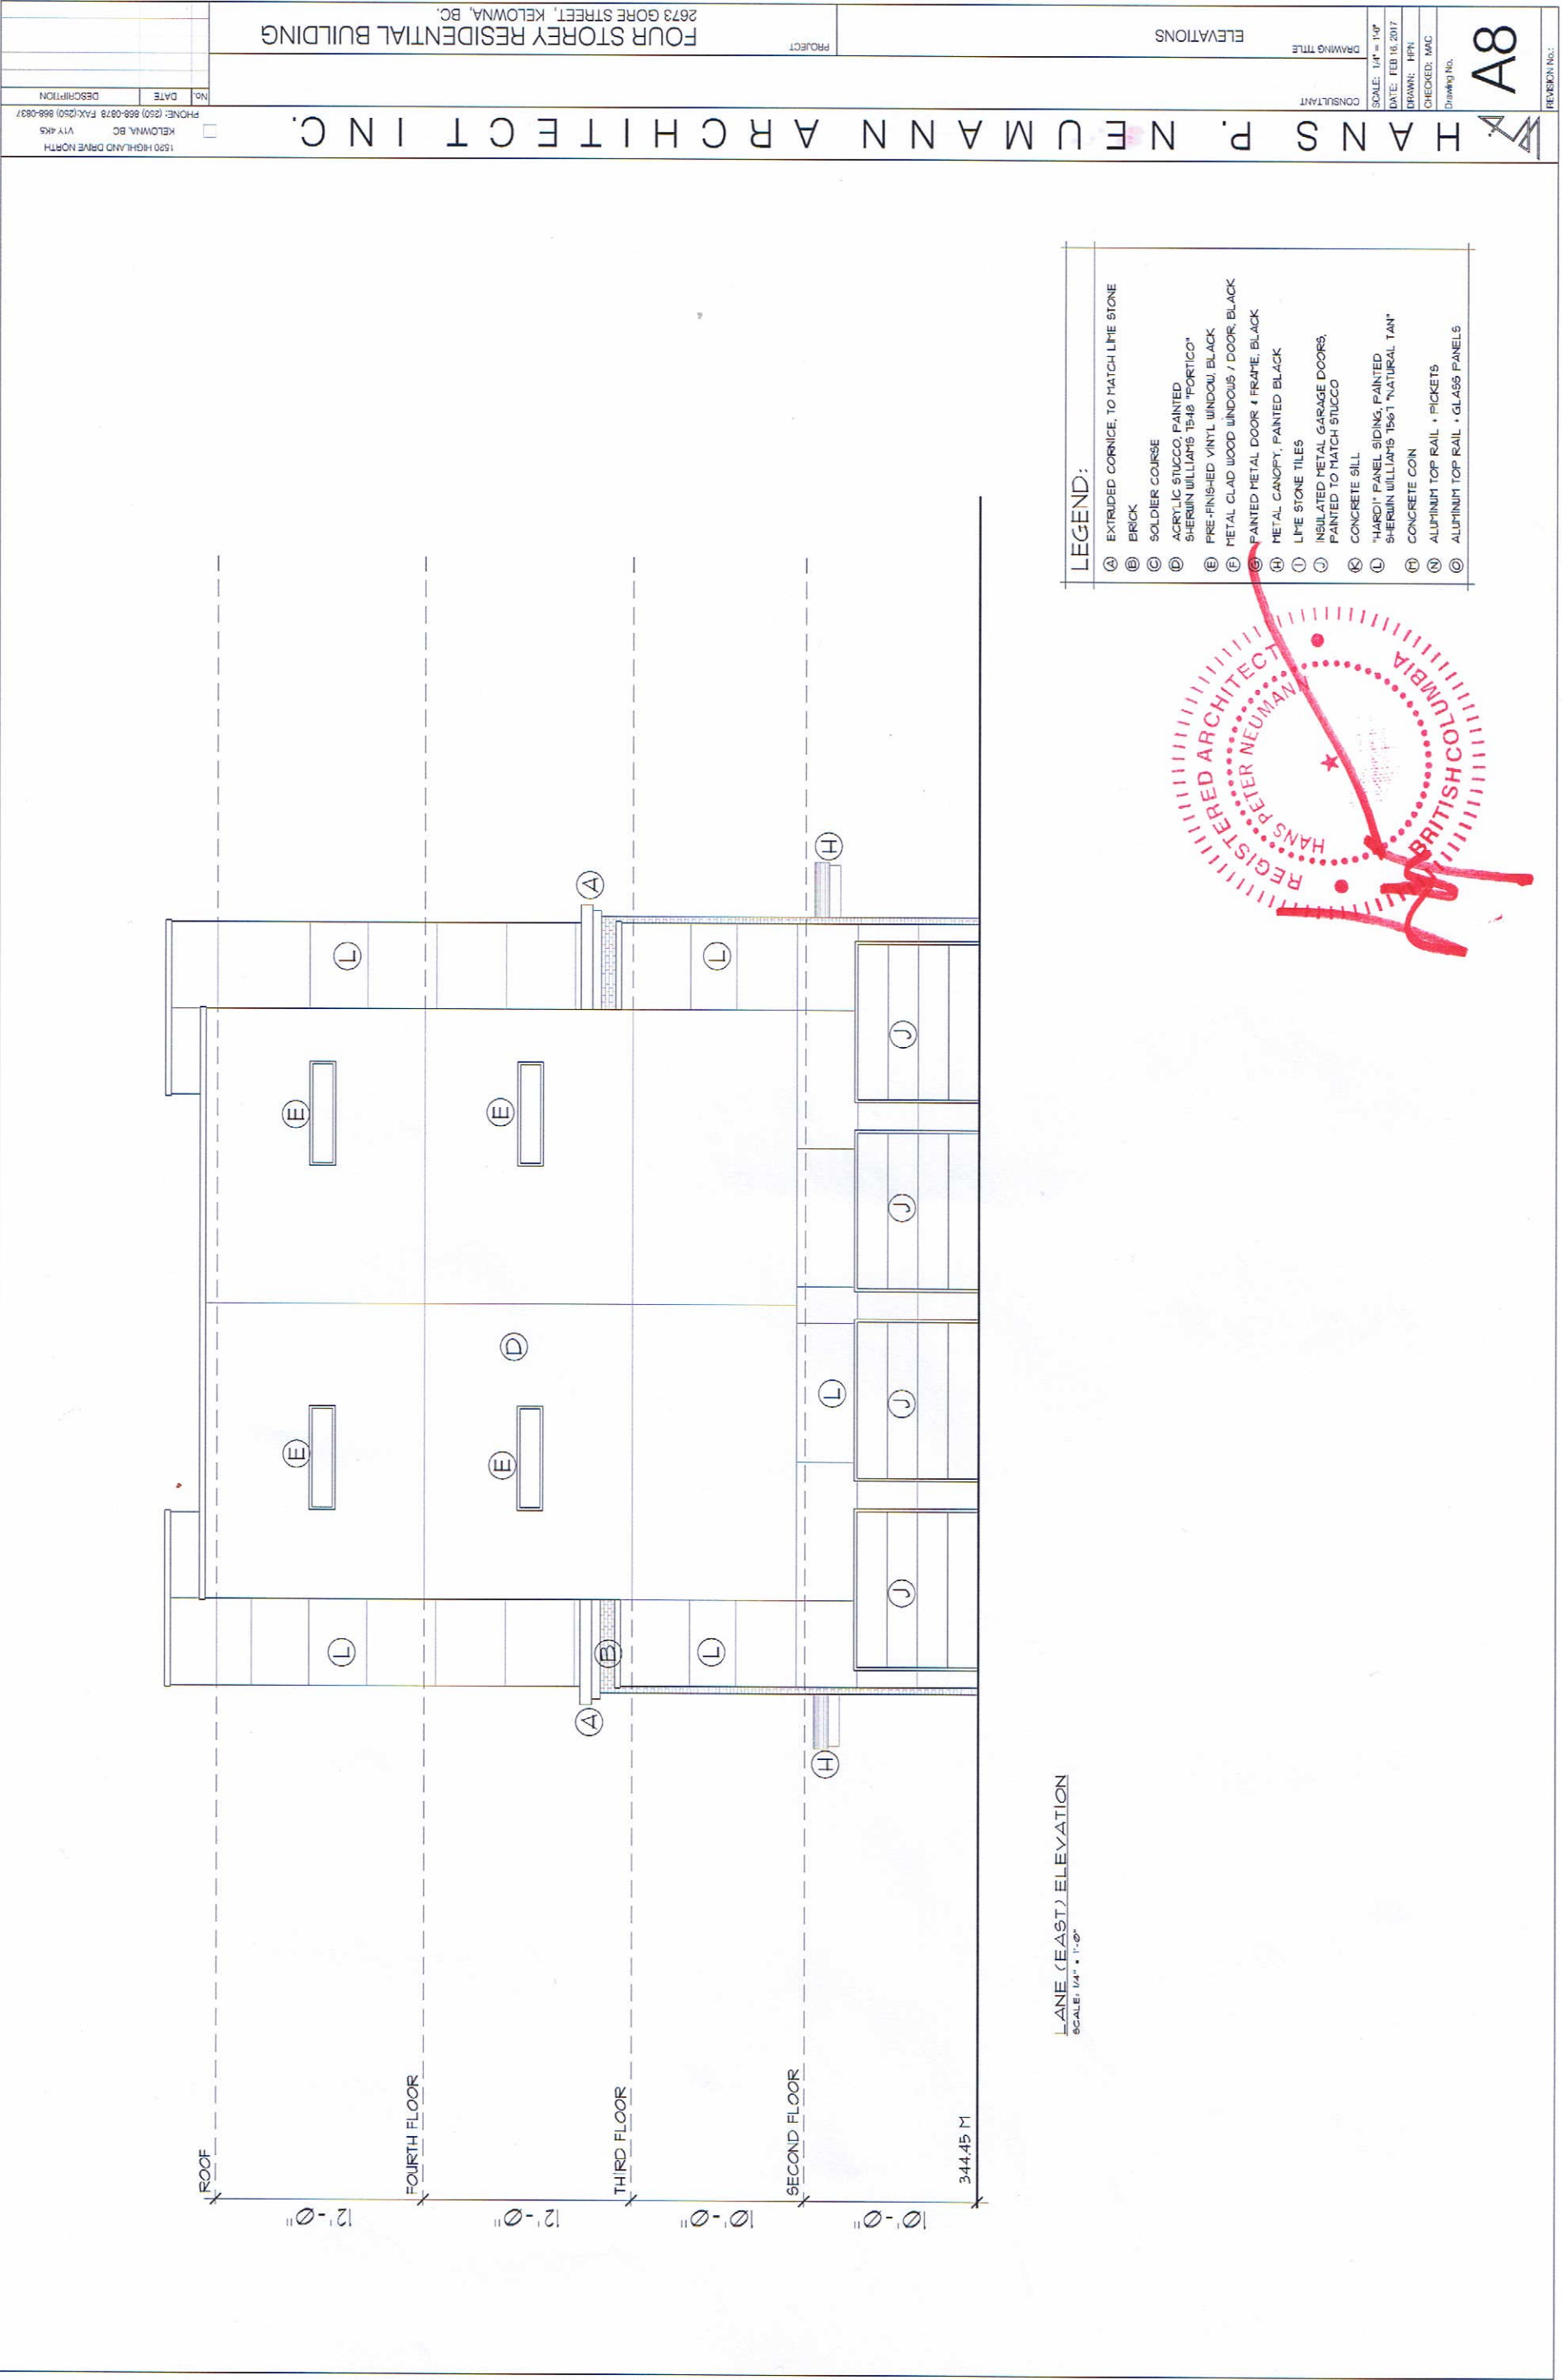 ROOF
12'-0"
FOURTH FLOOR
12'-0"
THIRD FLOOR
10'-0"
SECOND FLOOR
10'-0"
344.45 M
L
E
E
D
E
E
L
A
B
A
L
L
H
L
H
J
J
J
J
LANE (EAST) ELEVATION
SCALE: 1/4" = 1'-0"
LEGEND:
A EXTRUDED CORNICE, TO MATCH LIME STONE
B BRICK
C SOLDIER COURSE
D ACRYLIC STUCCO, PAINTED
SHERWIN WILLIAMS 7548 "PORTICO"
E PRE-FINISHED VINYL WINDOW, BLACK
F METAL CLAD WOOD WINDOWS / DOOR, BLACK
G PAINTED METAL DOOR & FRAME, BLACK
H METAL CANOPY, PAINTED BLACK
I LIME STONE TILES
J INSULATED METAL GARAGE DOORS,
PAINTED TO MATCH STUCCO
K CONCRETE SILL
L "HARDI" PANEL SIDING, PAINTED
SHERWIN WILLIAMS 7567 "NATURAL TAN"
M CONCRETE COIN
N ALUMINUM TOP RAIL + PICKETS
O ALUMINUM TOP RAIL + GLASS PANELS
REGISTERED ARCHITECT
HANS PETER NEUMANN
BRITISH COLUMBIA
HANS P. NEUMANN ARCHITECT INC.
1520 HIGHLAND DRIVE NORTH
KELOWNA, BC V1Y 4K5
PHONE: (250) 868-0878 FAX:(250) 868-0837
No. DATE DESCRIPTION
CONSULTANT
PROJECT
FOUR STOREY RESIDENTIAL BUILDING
2673 GORE STREET, KELOWNA, BC.
DRAWING TITLE
ELEVATIONS
SCALE: 1/4" = 1'-0"
DATE: FEB 16, 2017
DRAWN: HPN
CHECKED: MAC
Drawing No.
A8
REVISION No.: